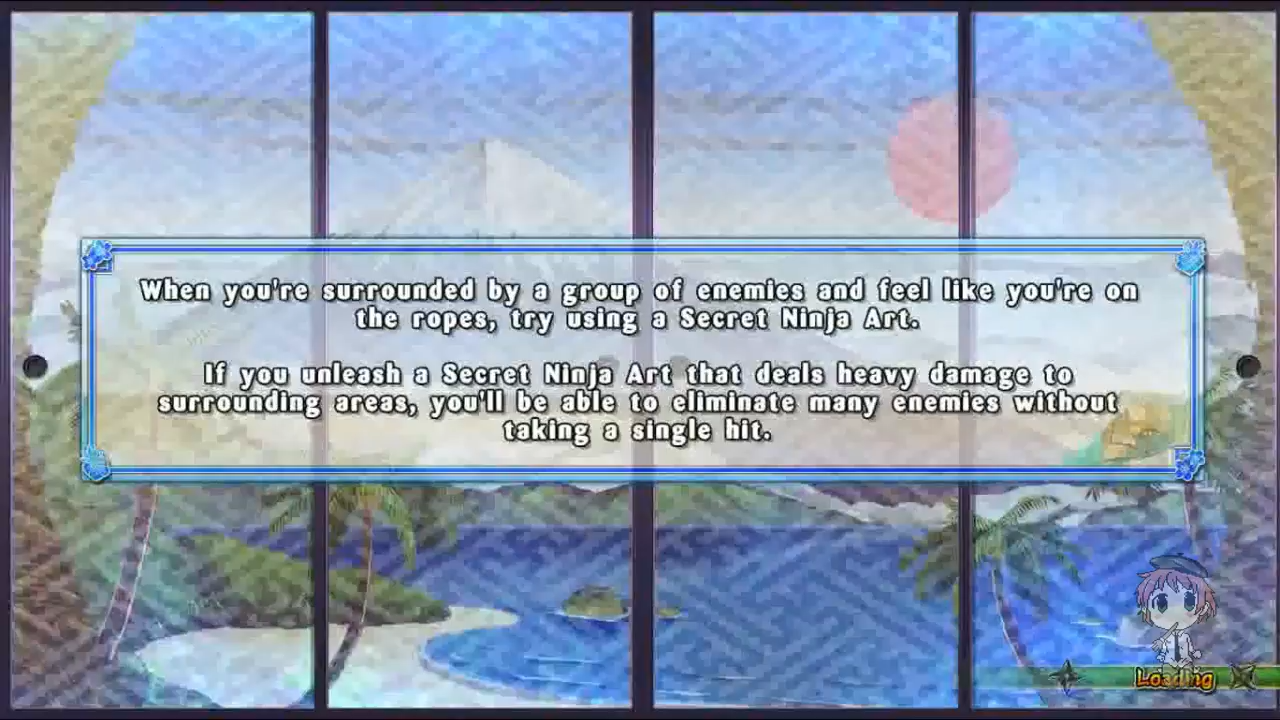 When you're surrounded by a group of enemies and feel like you're on
the ropes, try using a Secret Ninja Art.
If you unleash a Secret Ninja Art that deals heavy damage to
surrounding areas, you'll be able to eliminate many enemies without
taking a single hit.
Loading